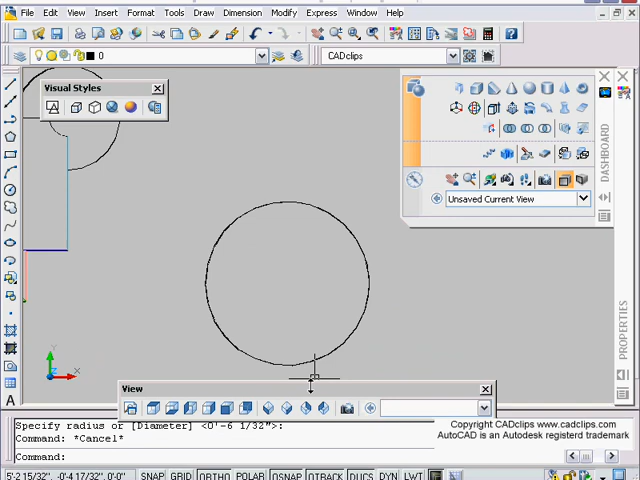 File Edit View Insert Format Tools Draw Dimension Modify Express Window Help
0
CADclips
Visual Styles
DASHBOARD
Unsaved Current View
PROPERTIES
Y
X
View
Specify radius or [Diameter] <0'-6 1/32">:
Command: *Cancel*
Command:
Copyright CADclips www.cadclips.com
AutoCAD is an Autodesk registerd trademark
5'-2 15/32", -0'-4 17/32", 0'-0" SNAP GRID ORTHO POLAR OSNAP OTRACK DUCS DYN LWT